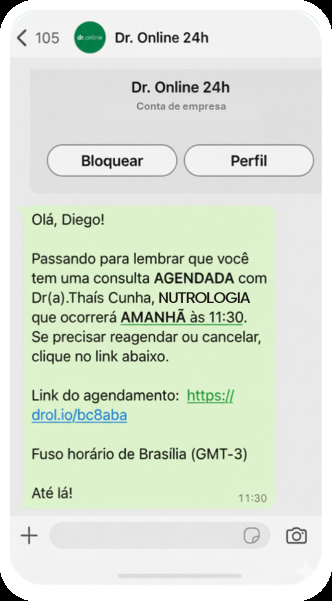 105
dr.online
Dr. Online 24h
Dr. Online 24h
Conta de empresa
Bloquear
Perfil
Olá, Diego!
Passando para lembrar que você
tem uma consulta AGENDADA com
Dr(a).Thaís Cunha, NUTROLOGIA
que ocorrerá AMANHÃ às 11:30.
Se precisar reagendar ou cancelar,
clique no link abaixo.
Link do agendamento: https://
drol.io/bc8aba
Fuso horário de Brasília (GMT-3)
Até lá!
11:30